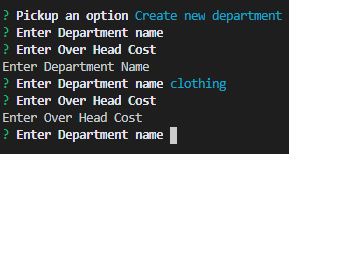 ? Pickup an option Create new department
? Enter Department name
? Enter Over Head Cost
Enter Department Name
? Enter Department name clothing
? Enter Over Head Cost
Enter Over Head Cost
? Enter Department name